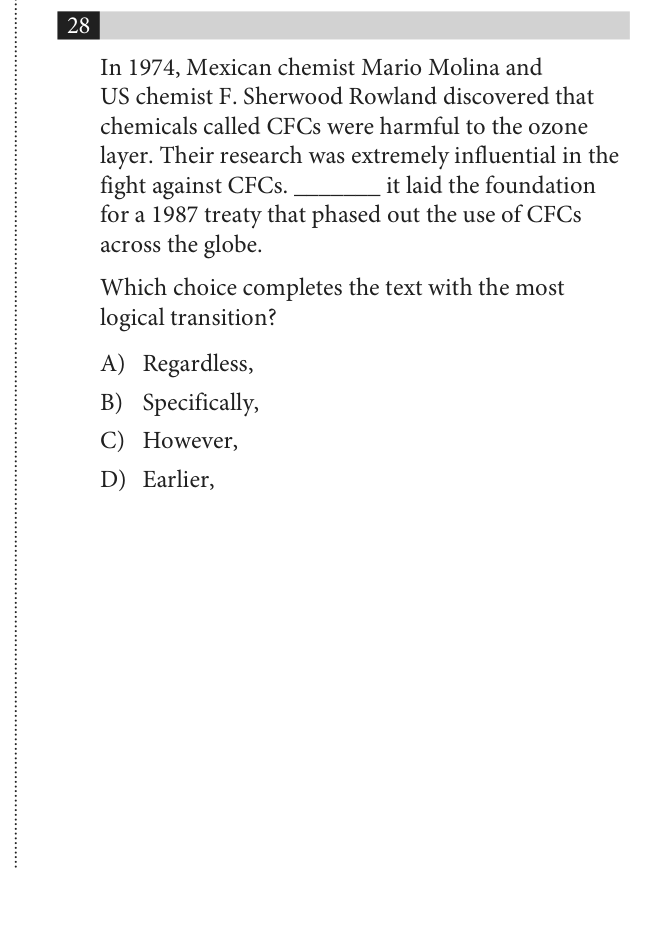 28
In 1974, Mexican chemist Mario Molina and
US chemist F. Sherwood Rowland discovered that
chemicals called CFCs were harmful to the ozone
layer. Their research was extremely influential in the
fight against CFCs. _______ it laid the foundation
for a 1987 treaty that phased out the use of CFCs
across the globe.
Which choice completes the text with the most
logical transition?
A) Regardless,
B) Specifically,
C) However,
D) Earlier,